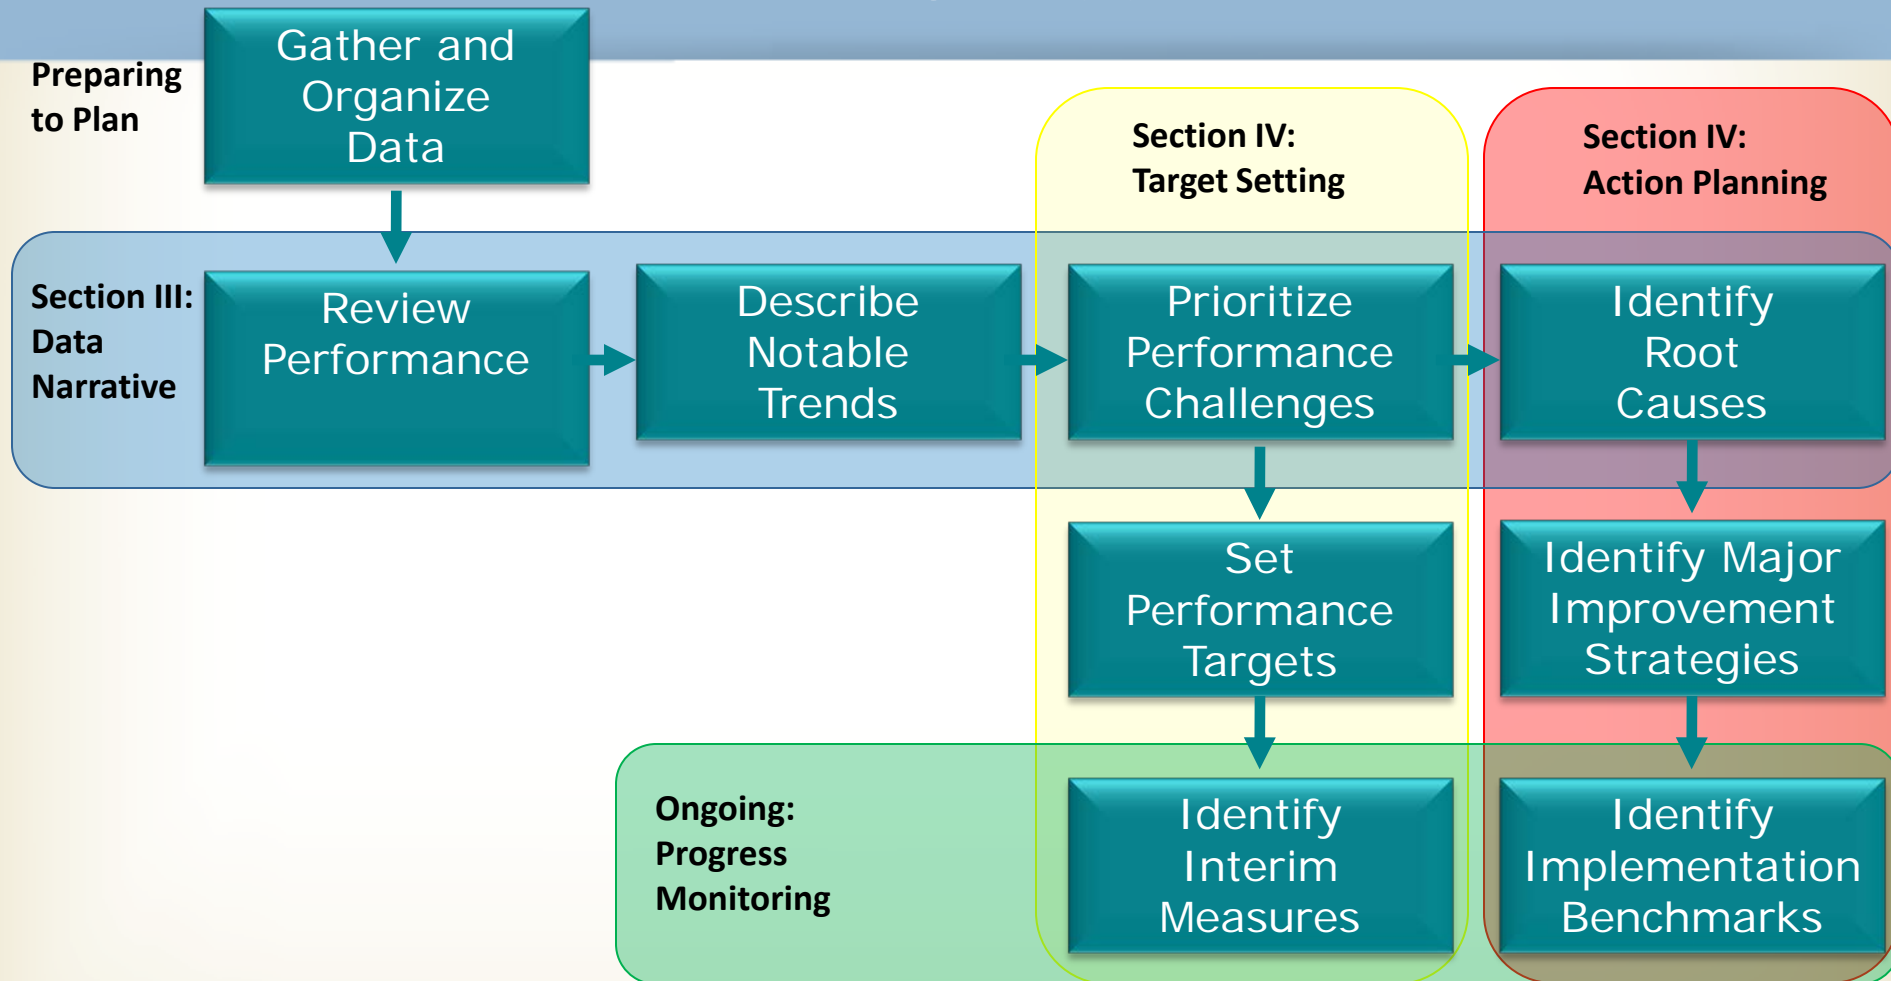 Gather and
Organize
Data
Preparing
to Plan
Section IV:
Target Setting
Section IV:
Action Planning
Section III:
Data
Narrative
Review
Performance
Describe
Notable
Trends
Prioritize
Performance
Challenges
Identify
Root
Causes
Set
Performance
Targets
Identify Major
Improvement
Strategies
Ongoing:
Progress
Monitoring
Identify
Interim
Measures
Identify
Implementation
Benchmarks